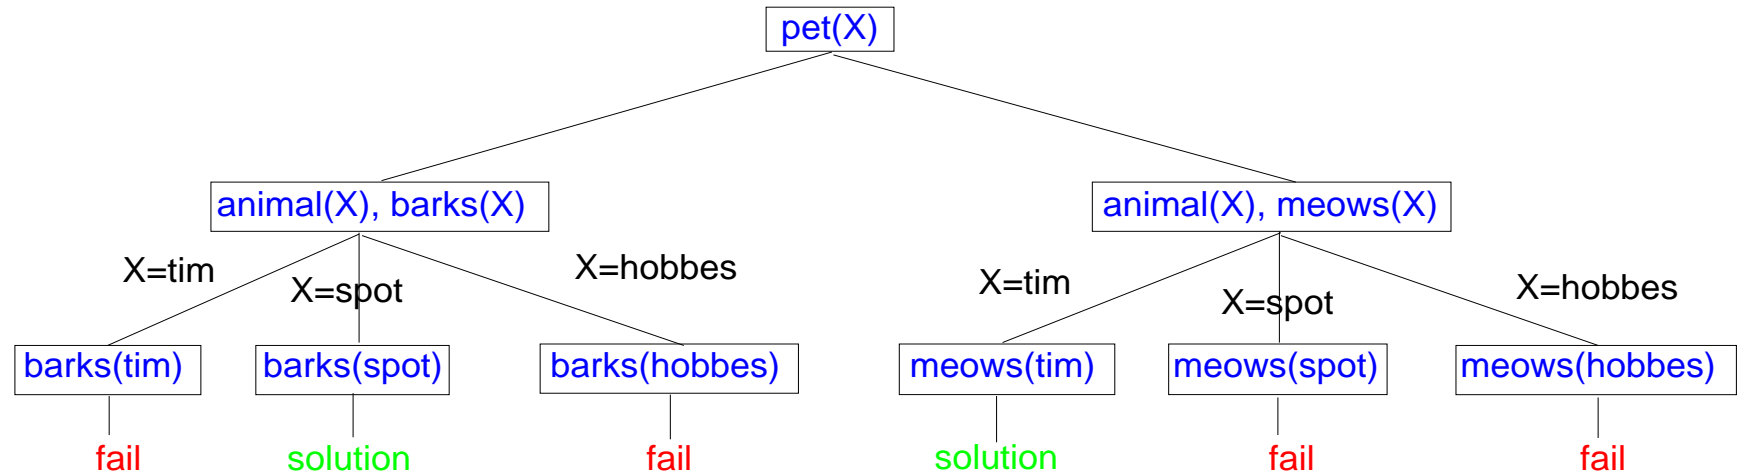 pet(X)
animal(X), barks(X)
animal(X), meows(X)
X=tim
X=spot
X=hobbes
X=tim
X=spot
X=hobbes
barks(tim)
barks(spot)
barks(hobbes)
meows(tim)
meows(spot)
meows(hobbes)
fail
solution
fail
solution
fail
fail